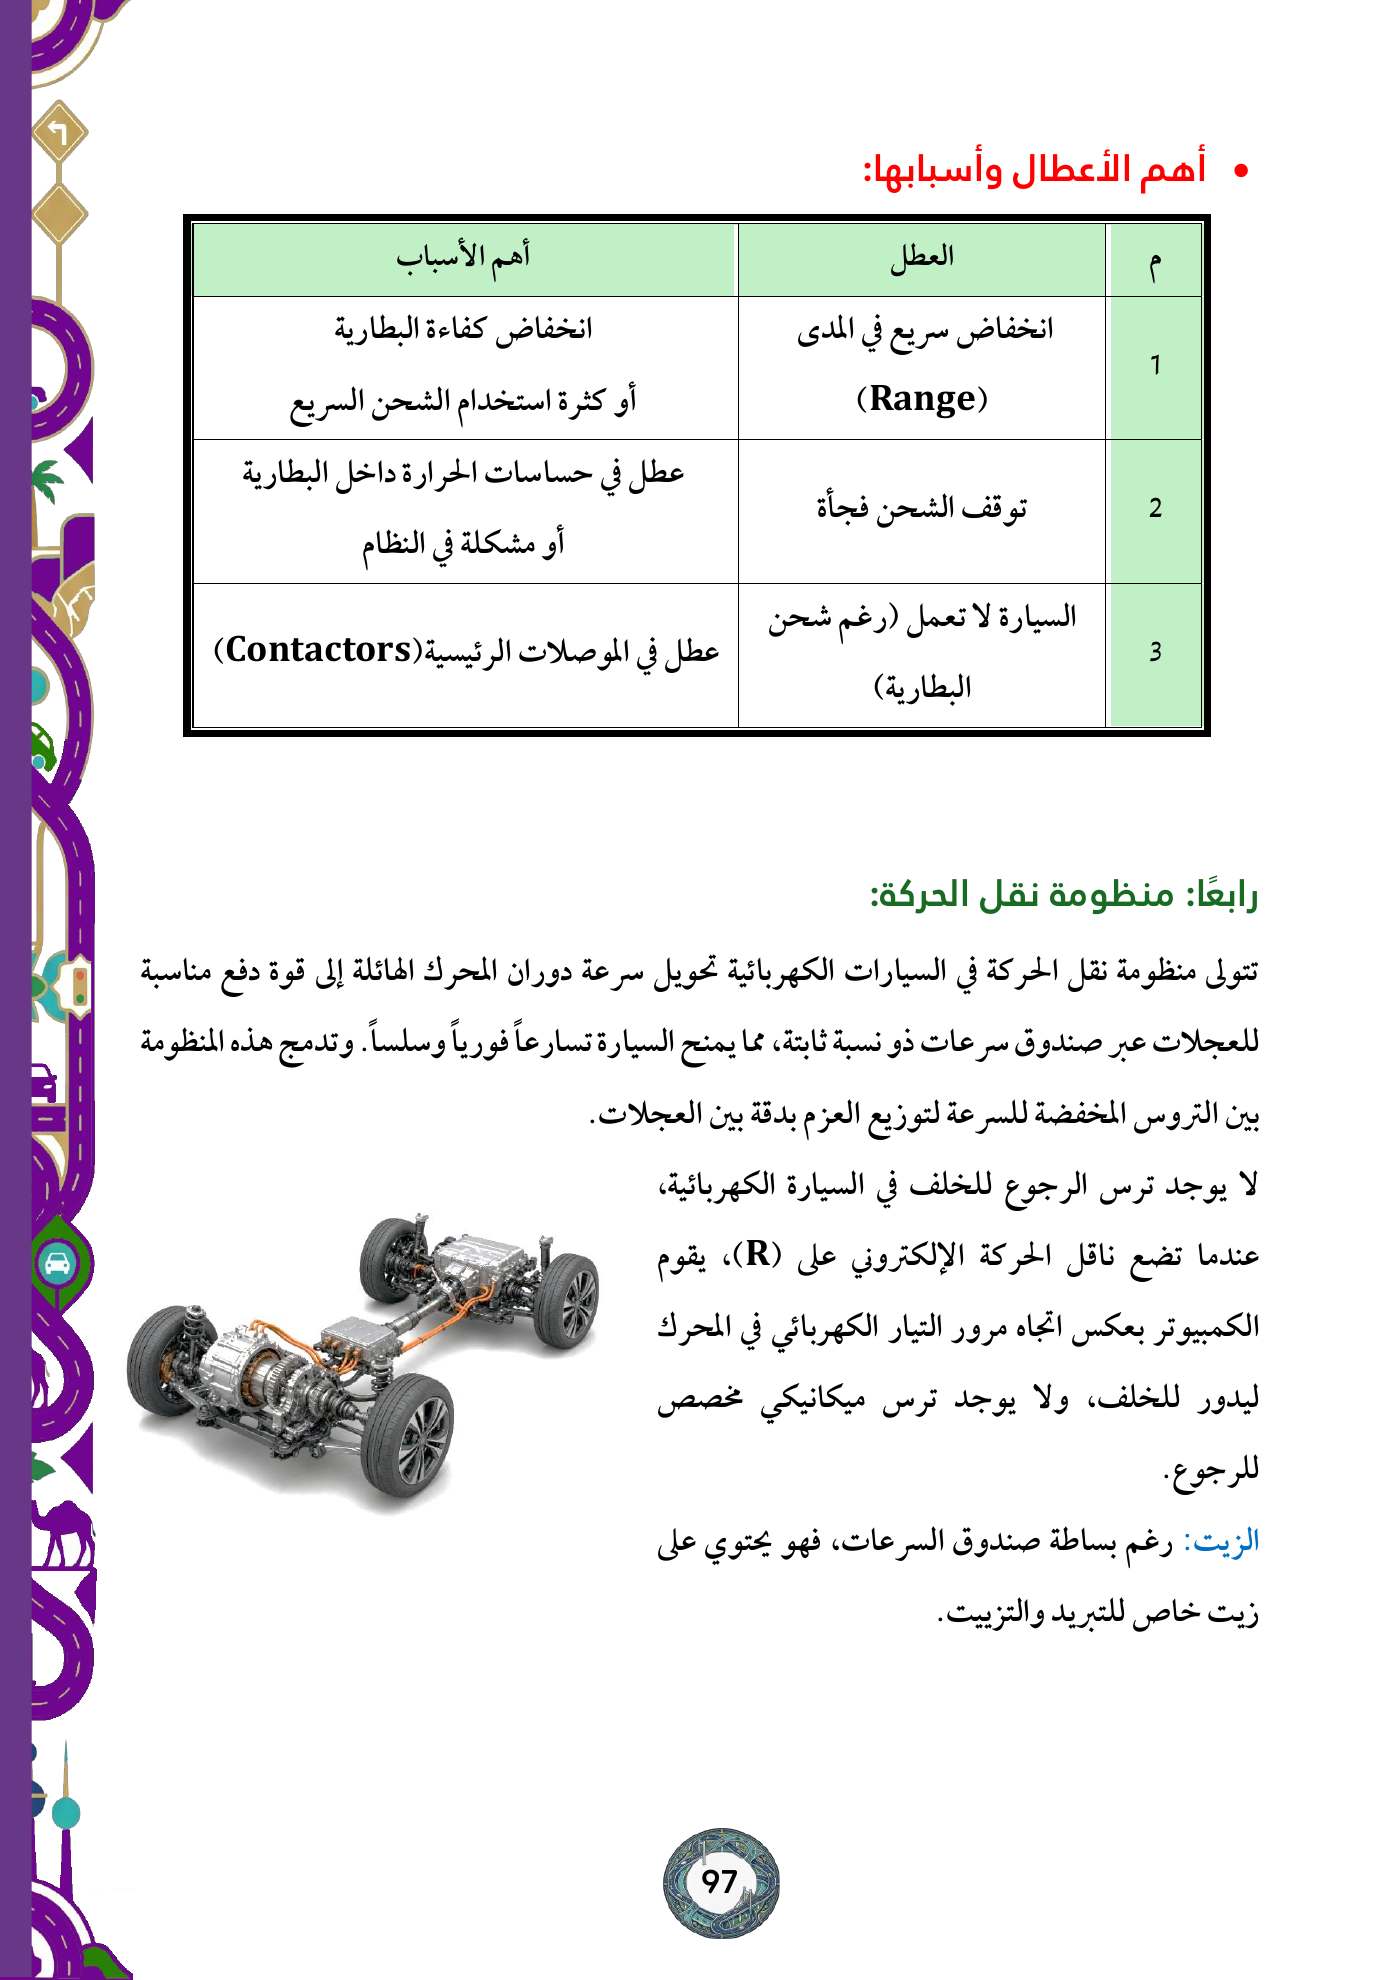 • أهم الأعطال وأسبابها:
م العطل أهم الأسباب
1 انخفاض سريع في المدى انخفاض كفاءة البطارية
(Range) أو كثرة استخدام الشحن السريع
2 توقف الشحن فجأة عطل في حساسات الحرارة داخل البطارية
أو مشكلة في النظام
3 السيارة لا تعمل (رغم شحن عطل في الموصلات الرئيسية(Contactors)
البطارية)
رابعًا: منظومة نقل الحركة:
تتولى منظومة نقل الحركة في السيارات الكهربائية تحويل سرعة دوران المحرك الهائلة إلى قوة دفع مناسبة
للعجلات عبر صندوق سرعات ذو نسبة ثابتة، مما يمنح السيارة تسارعاً فورياً وسلساً. وتدمج هذه المنظومة
بين التروس المخفضة للسرعة لتوزيع العزم بدقة بين العجلات.
لا يوجد ترس الرجوع للخلف في السيارة الكهربائية،
عندما تضع ناقل الحركة الإلكتروني على (R)، يقوم
الكمبيوتر بعكس اتجاه مرور التيار الكهربائي في المحرك
ليدور للخلف، ولا يوجد ترس ميكانيكي مخصص
للرجوع.
الزيت: رغم بساطة صندوق السرعات، فهو يحتوي على
زيت خاص للتبريد والتزييت.
97